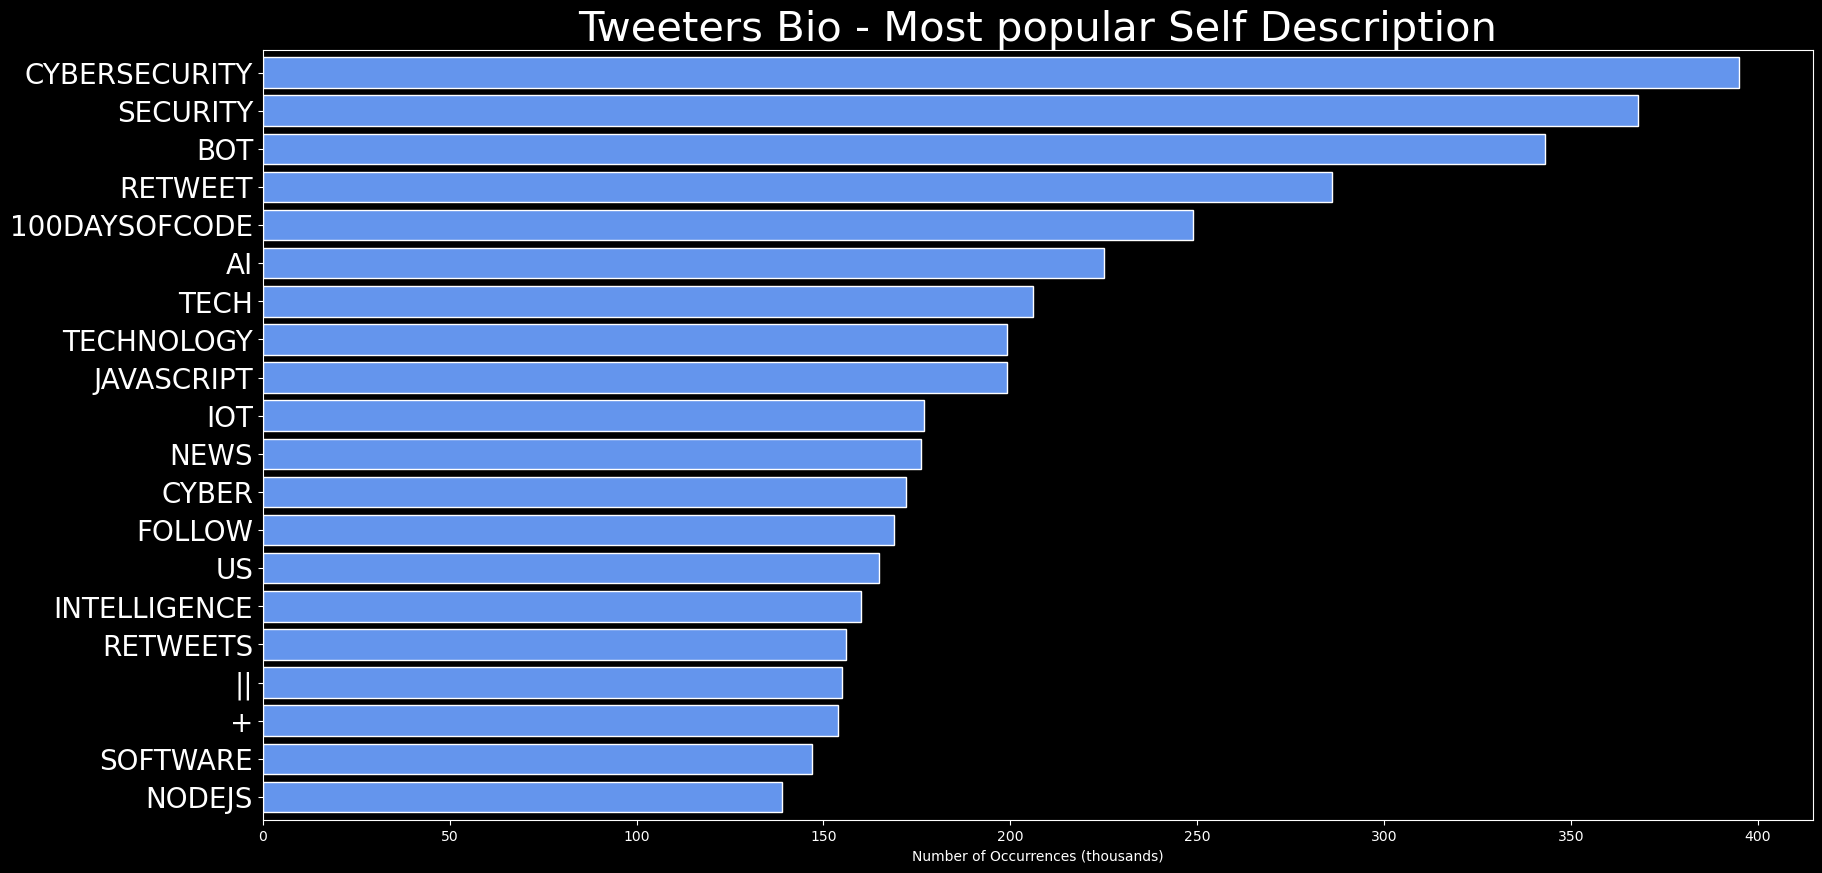 Tweeters Bio - Most popular Self Description
CYBERSECURITY
SECURITY
BOT
RETWEET
100DAYSOFCODE
AI
TECH
TECHNOLOGY
JAVASCRIPT
IOT
NEWS
CYBER
FOLLOW
US
INTELLIGENCE
RETWEETS
||
+
SOFTWARE
NODEJS
0 50 100 150 200 250 300 350 400
Number of Occurrences (thousands)